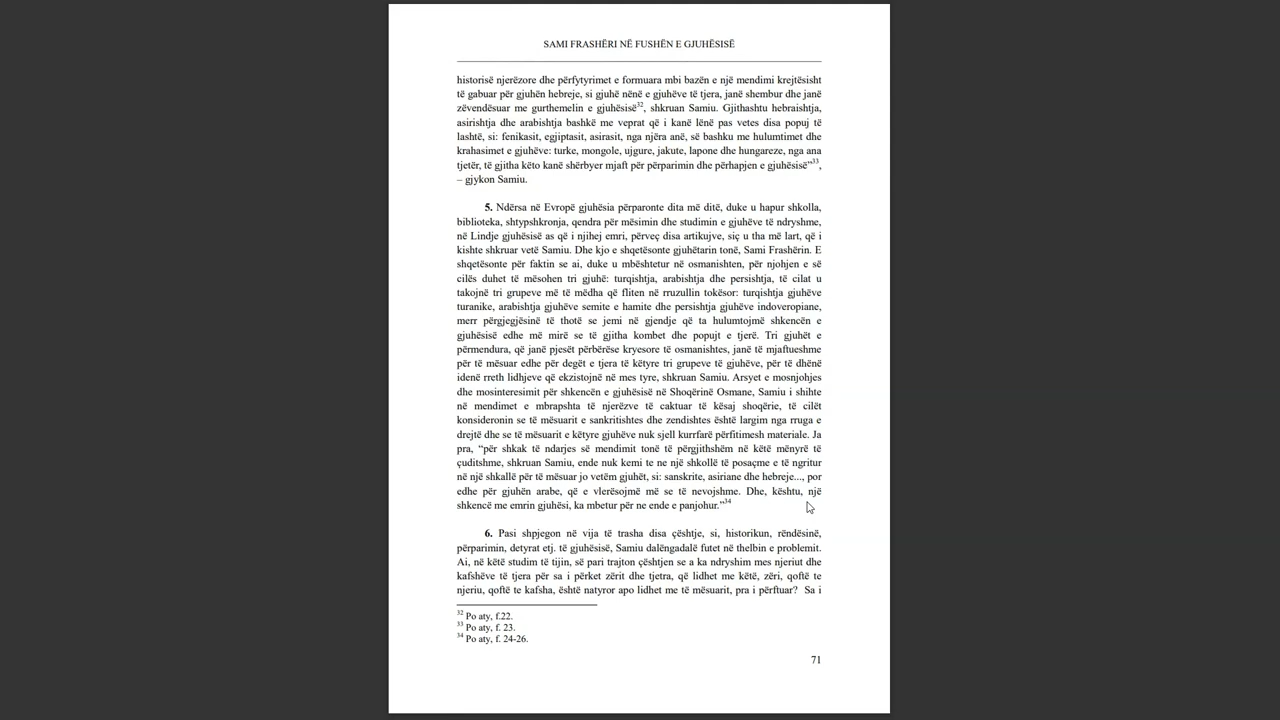 SAMI FRASHËRI NË FUSHËN E GJUHËSISË
historisë njerëzore dhe përfytyrimet e formuara mbi bazën e një mendimi krejtësisht
të gabuar për gjuhën hebreje, si gjuhë nënë e gjuhëve të tjera, janë shembur dhe janë
zëvendësuar me gurthemelin e gjuhësisë32, shkruan Samiu. Gjithashtu hebraishtja,
asirishtja dhe arabishtja bashkë me veprat që i kanë lënë pas vetes disa popuj të
lashtë, si: fenikasit, egjiptasit, asirasit, nga njëra anë, së bashku me hulumtimet dhe
krahasimet e gjuhëve: turke, mongole, ujgure, jakute, lapone dhe hungareze, nga ana
tjetër, të gjitha këto kanë shërbyer mjaft për përparimin dhe përhapjen e gjuhësisë”33,
– gjykon Samiu.
5. Ndërsa në Evropë gjuhësia përparonte dita më ditë, duke u hapur shkolla,
biblioteka, shtypshkronja, qendra për mësimin dhe studimin e gjuhëve të ndryshme,
në Lindje gjuhësisë as që i njihej emri, përveç disa artikujve, siç u tha më lart, që i
kishte shkruar vetë Samiu. Dhe kjo e shqetësonte gjuhëtarin tonë, Sami Frashërin. E
shqetësonte për faktin se ai, duke u mbështetur në osmanishten, për njohjen e së
cilës duhet të mësohen tri gjuhë: turqishtja, arabishtja dhe persishtja, të cilat u
takojnë tri grupeve më të mëdha që fliten në rruzullin tokësor: turqishtja gjuhëve
turanike, arabishtja gjuhëve semite e hamite dhe persishtja gjuhëve indoveropiane,
merr përgjegjësinë të thotë se jemi në gjendje që ta hulumtojmë shkencën e
gjuhësisë edhe më mirë se të gjitha kombet dhe popujt e tjerë. Tri gjuhët e
përmendura, që janë pjesët përbërëse kryesore të osmanishtes, janë të mjaftueshme
për të mësuar edhe për degët e tjera të këtyre tri grupeve të gjuhëve, për të dhënë
idenë rreth lidhjeve që ekzistojnë në mes tyre, shkruan Samiu. Arsyet e mosnjohjes
dhe mosinteresimit për shkencën e gjuhësisë në Shoqërinë Osmane, Samiu i shihte
në mendimet e mbrapshta të njerëzve të caktuar të kësaj shoqërie, të cilët
konsideronin se të mësuarit e sankritishtes dhe zendishtes është largim nga rruga e
drejtë dhe se të mësuarit e këtyre gjuhëve nuk sjell kurrfarë përfitimesh materiale. Ja
pra, “për shkak të ndarjes së mendimit tonë të përgjithshëm në këtë mënyrë të
çuditshme, shkruan Samiu, ende nuk kemi te ne një shkollë të posaçme e të ngritur
në një shkallë për të mësuar jo vetëm gjuhët, si: sanskrite, asiriane dhe hebreje..., por
edhe për gjuhën arabe, që e vlerësojmë më se të nevojshme. Dhe, kështu, një
shkencë me emrin gjuhësi, ka mbetur për ne ende e panjohur.”34
6. Pasi shpjegon në vija të trasha disa çështje, si, historikun, rëndësinë,
përparimin, detyrat etj. të gjuhësisë, Samiu dalëngadalë futet në thelbin e problemit.
Ai, në këtë studim të tijin, së pari trajton çështjen se a ka ndryshim mes njeriut dhe
kafshëve të tjera për sa i përket zërit dhe tjetra, që lidhet me këtë, zëri, qoftë te
njeriu, qoftë te kafsha, është natyror apo lidhet me të mësuarit, pra i përftuar? Sa i
32 Po aty, f.22.
33 Po aty, f. 23.
34 Po aty, f. 24-26.
71